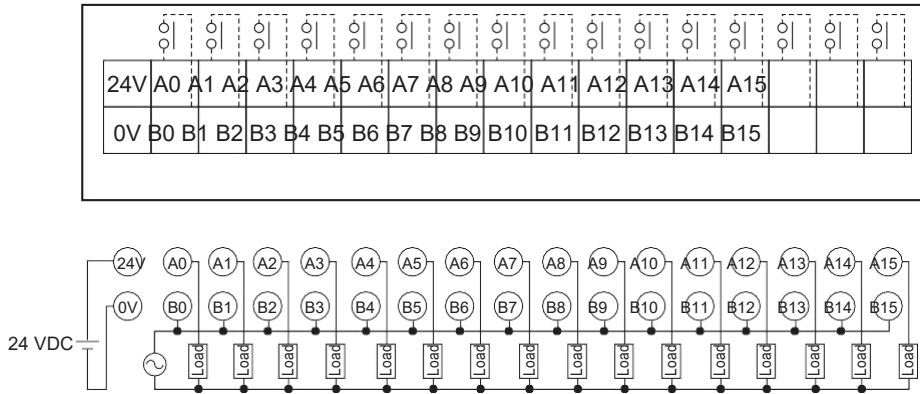 24V A0 A1 A2 A3 A4 A5 A6 A7 A8 A9 A10 A11 A12 A13 A14 A15
0V B0 B1 B2 B3 B4 B5 B6 B7 B8 B9 B10 B11 B12 B13 B14 B15
24V A0 A1 A2 A3 A4 A5 A6 A7 A8 A9 A10 A11 A12 A13 A14 A15
0V B0 B1 B2 B3 B4 B5 B6 B7 B8 B9 B10 B11 B12 B13 B14 B15
24 VDC Load Load Load Load Load Load Load Load Load Load Load Load Load Load Load Load